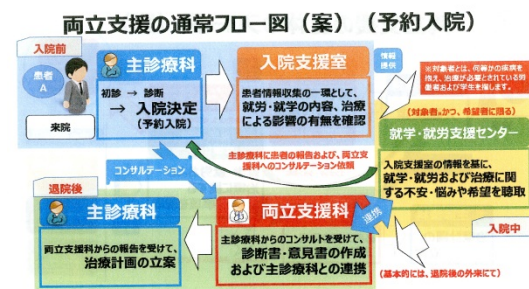 両立支援の通常フロー図（案）（予約入院）
入院前
患者
A
来院
主診療科
初診 → 診断
→ 入院決定
（予約入院）
入院支援室
患者情報収集の一環として、
就労・就学の内容、治療
による影響の有無を確認
情報
提供
※対象者とは、何等かの疾病を
抱え、治療が必要とされている労
働者および学生を指します。
（対象者※かつ、希望者に限る）
就学・就労支援センター
入院支援室の情報を基に、
就学・就労および治療に関
する不安・悩みや希望を聴取
入院中
主診療科に患者の報告および、両立支
援科へのコンサルテーション依頼
コンサルテーション
退院後
主診療科
両立支援科からの報告を受けて、
治療計画の立案
両立支援科
主診療科からのコンサルトを受けて、
診断書・意見書の作成
および主診療科との連携
連携
（基本的には、退院後の外来にて）